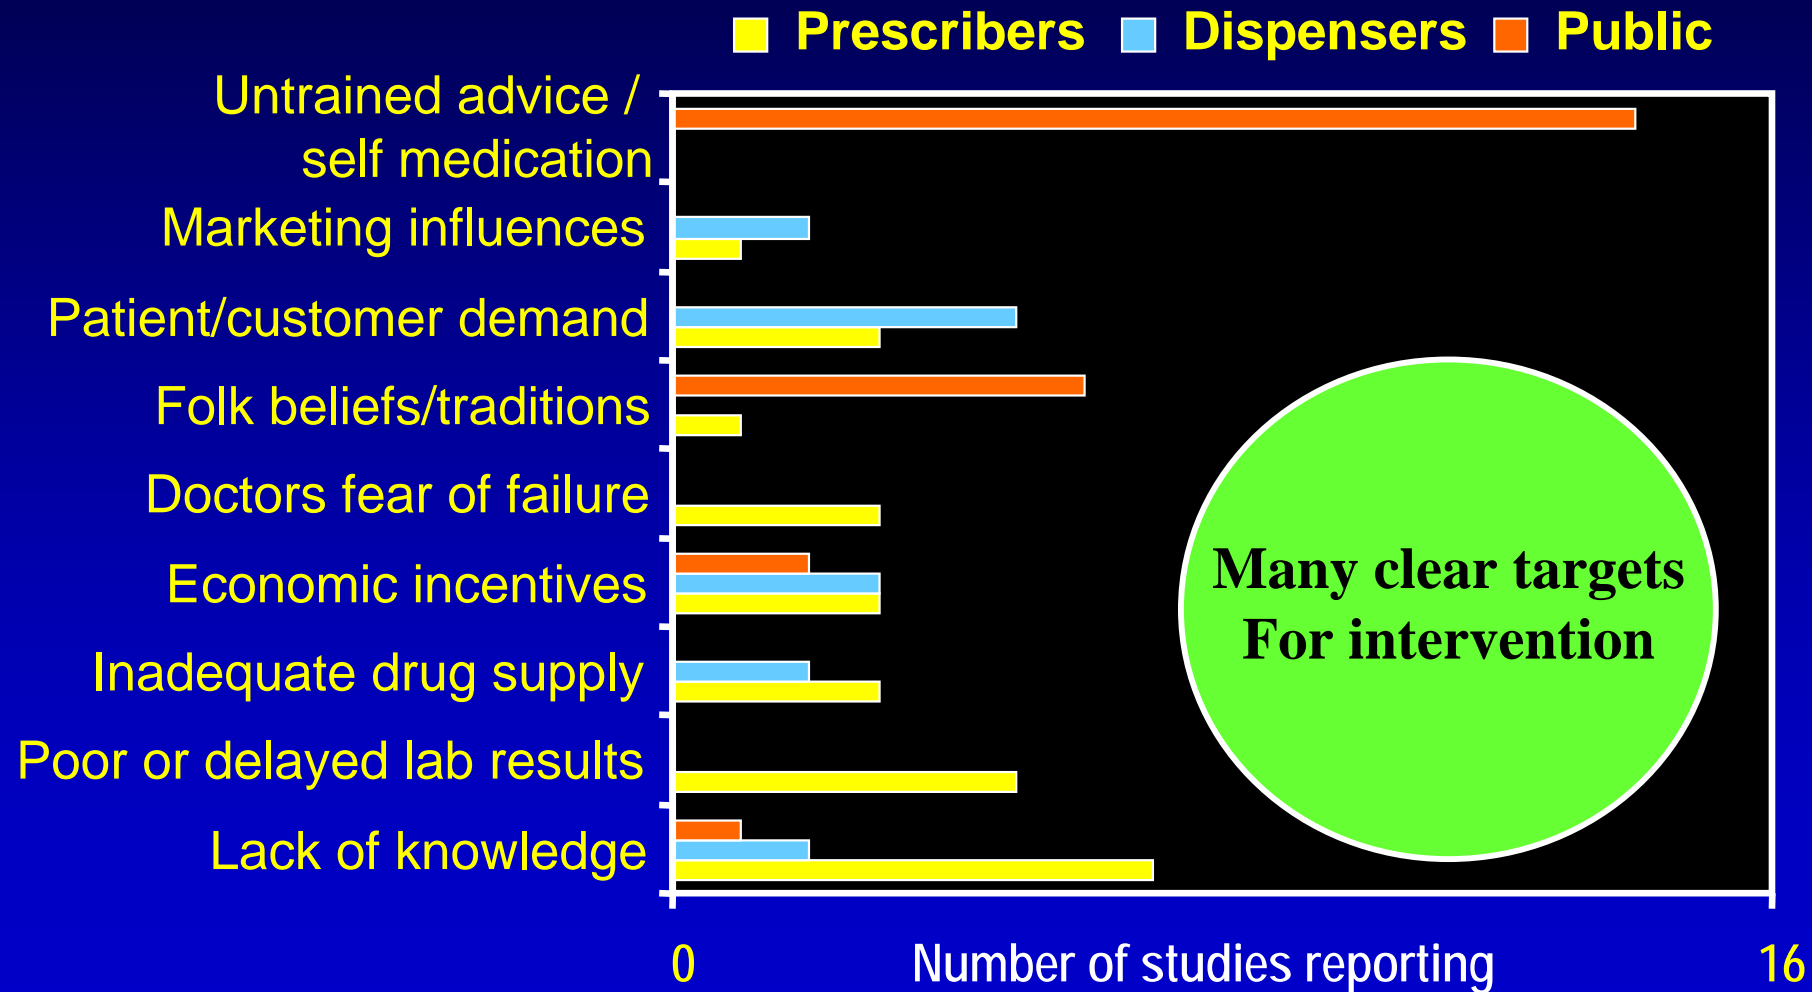 Prescribers Dispensers Public
Untrained advice /
self medication
Marketing influences
Patient/customer demand
Folk beliefs/traditions
Doctors fear of failure
Economic incentives
Inadequate drug supply
Poor or delayed lab results
Lack of knowledge
Many clear targets
For intervention
0 Number of studies reporting 16